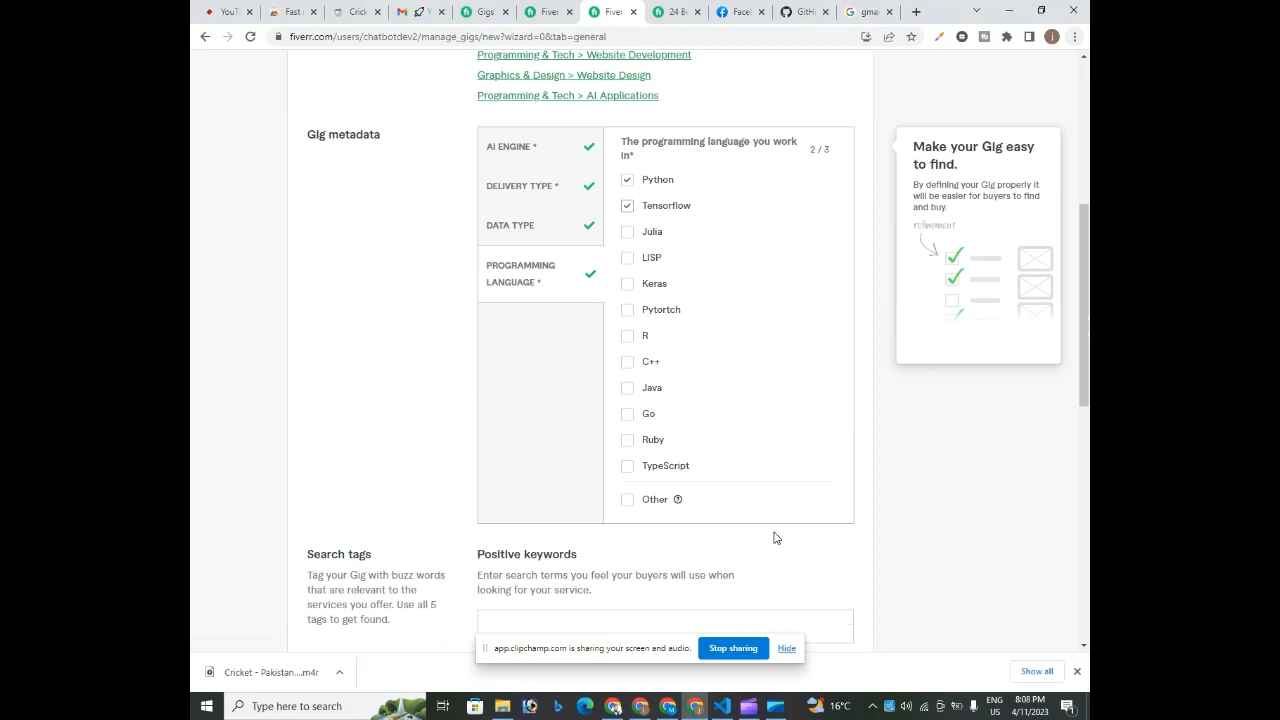 YouT
Fast
Crick
Y
Gigs
Fiver
Fiver
24 Be
Face
GitH
gma
fiverr.com/users/chatbotdev2/manage_gigs/new?wizard=0&tab=general
j
Programming & Tech > Website Development
Graphics & Design > Website Design
Programming & Tech > AI Applications
Gig metadata
AI ENGINE *
DELIVERY TYPE *
DATA TYPE
PROGRAMMING
LANGUAGE *
The programming language you work
in*
2 / 3
Python
Tensorflow
Julia
LISP
Keras
Pytortch
R
C++
Java
Go
Ruby
TypeScript
Other
Make your Gig easy
to find.
By defining your Gig properly it
will be easier for buyers to find
and buy.
refinement
Search tags
Tag your Gig with buzz words
that are relevant to the
services you offer. Use all 5
tags to get found.
Positive keywords
Enter search terms you feel your buyers will use when
looking for your service.
app.clipchamp.com is sharing your screen and audio.
Stop sharing
Hide
Cricket - Pakistan....m4r
Show all
Type here to search
16°C
ENG
US
8:08 PM
4/11/2023